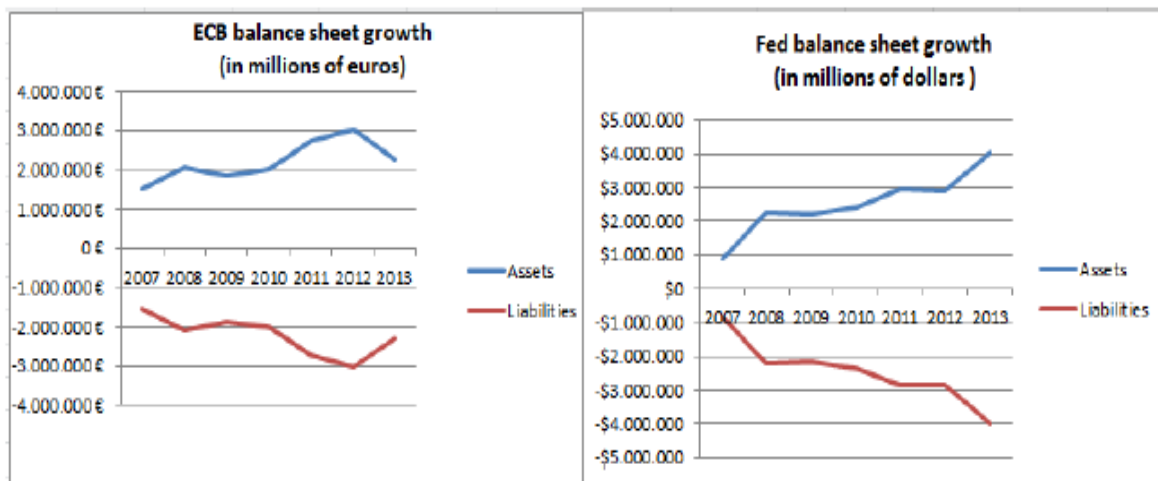 ECB balance sheet growth
(in millions of euros)
4.000.000 €
3.000.000 €
2.000.000 €
1.000.000 €
0 €
-1.000.000 €
-2.000.000 €
-3.000.000 €
-4.000.000 €
2007 2008 2009 2010 2011 2012 2013
Assets
Liabilities
Fed balance sheet growth
(in millions of dollars )
$5.000.000
$4.000.000
$3.000.000
$2.000.000
$1.000.000
$0
-$1.000.000
-$2.000.000
-$3.000.000
-$4.000.000
-$5.000.000
2007 2008 2009 2010 2011 2012 2013
Assets
Liabilities